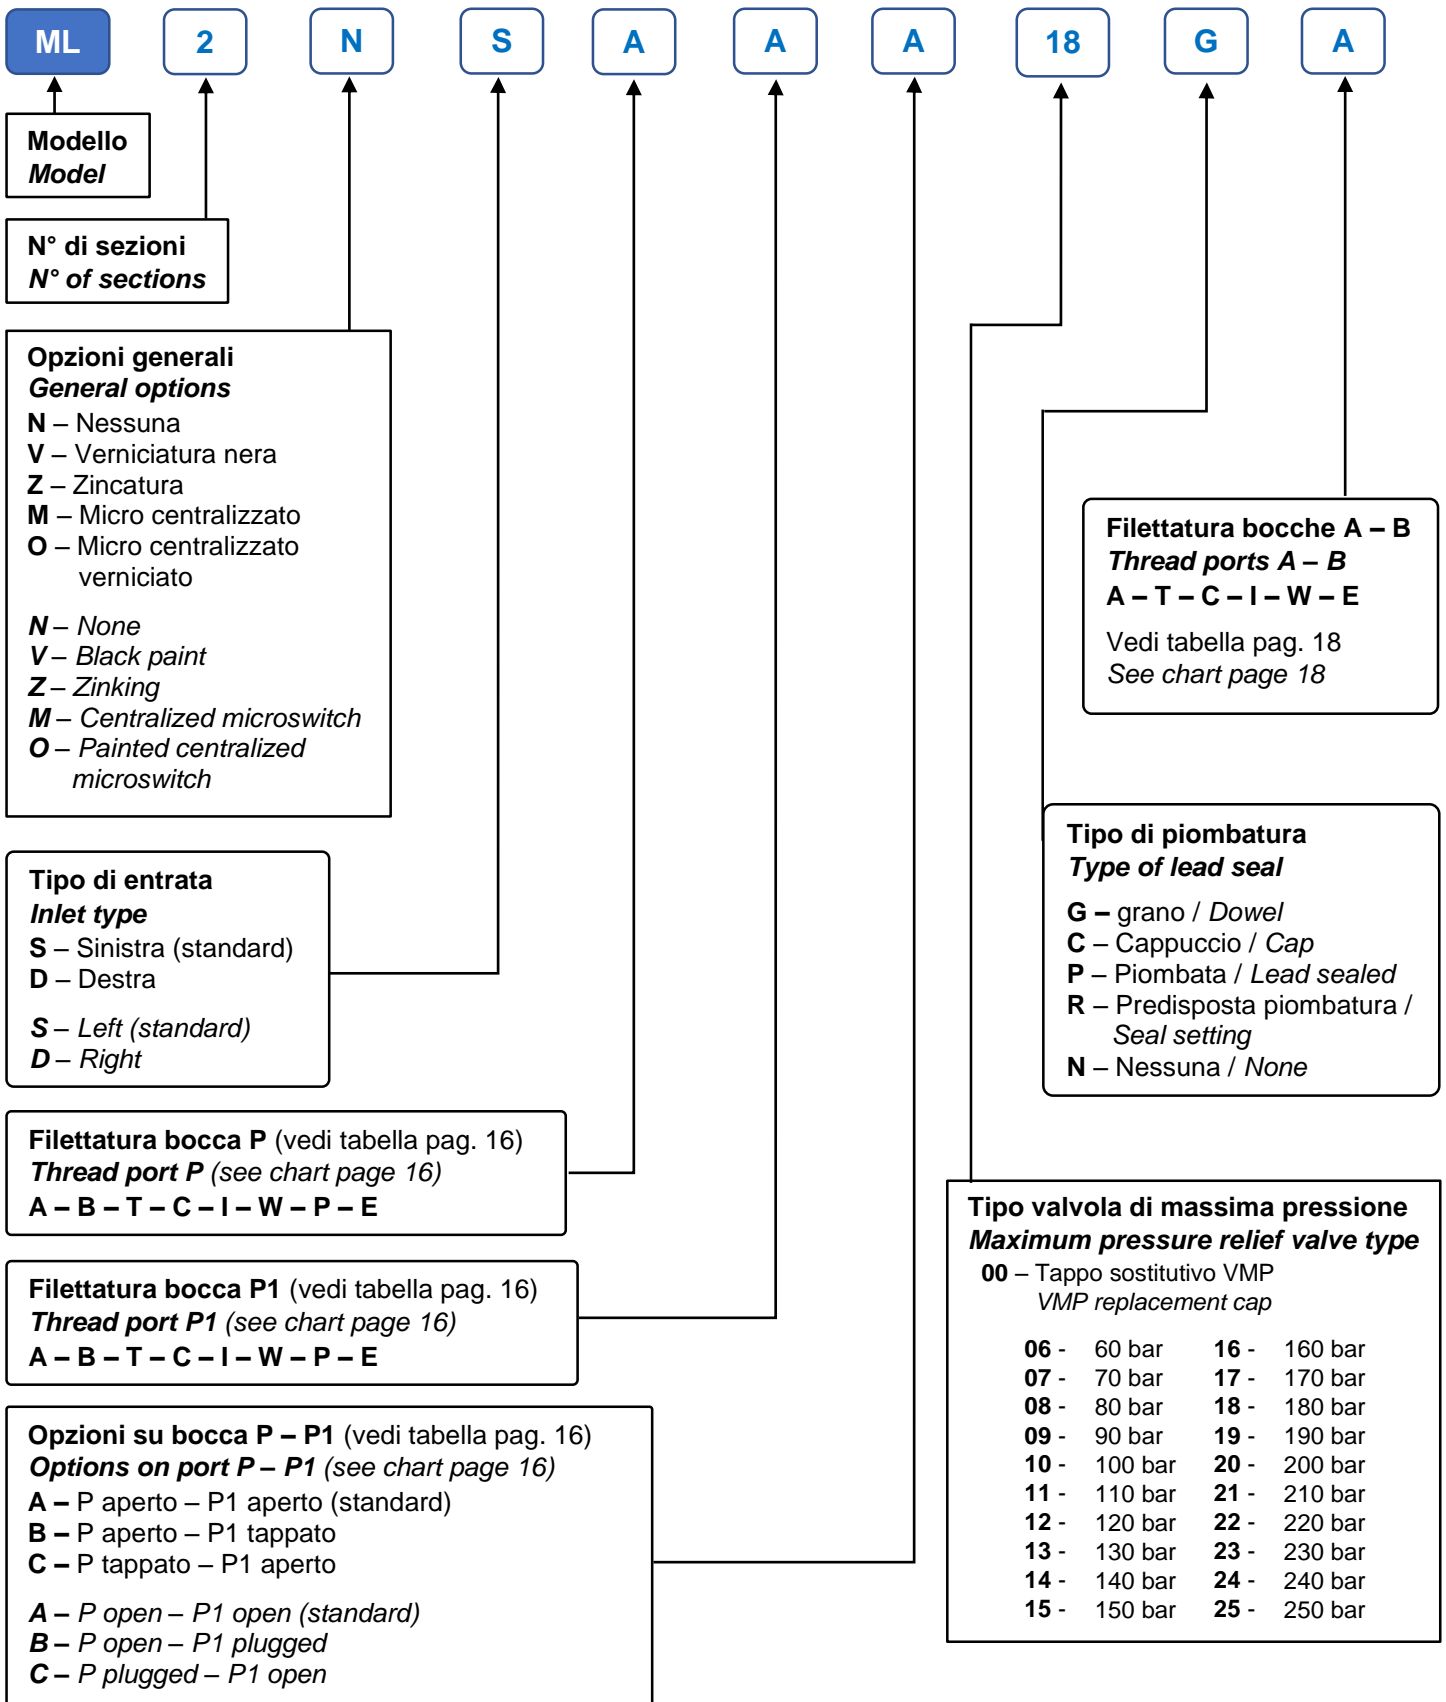 ML 2 N S A A A 18 G A
Modello
Model
N° di sezioni
N° of sections
Opzioni generali
General options
N – Nessuna
V – Verniciatura nera
Z – Zincatura
M – Micro centralizzato
O – Micro centralizzato
verniciato
N – None
V – Black paint
Z – Zinking
M – Centralized microswitch
O – Painted centralized
microswitch
Filettatura bocche A – B
Thread ports A – B
A – T – C – I – W – E
Vedi tabella pag. 18
See chart page 18
Tipo di entrata
Inlet type
S – Sinistra (standard)
D – Destra
S – Left (standard)
D – Right
Tipo di piombatura
Type of lead seal
G – grano / Dowel
C – Cappuccio / Cap
P – Piombata / Lead sealed
R – Predisposta piombatura /
Seal setting
N – Nessuna / None
Filettatura bocca P (vedi tabella pag. 16)
Thread port P (see chart page 16)
A – B – T – C – I – W – P – E
Filettatura bocca P1 (vedi tabella pag. 16)
Thread port P1 (see chart page 16)
A – B – T – C – I – W – P – E
Opzioni su bocca P – P1 (vedi tabella pag. 16)
Options on port P – P1 (see chart page 16)
A – P aperto – P1 aperto (standard)
B – P aperto – P1 tappato
C – P tappato – P1 aperto
A – P open – P1 open (standard)
B – P open – P1 plugged
C – P plugged – P1 open
Tipo valvola di massima pressione
Maximum pressure relief valve type
00 – Tappo sostitutivo VMP
VMP replacement cap
06 - 60 bar 16 - 160 bar
07 - 70 bar 17 - 170 bar
08 - 80 bar 18 - 180 bar
09 - 90 bar 19 - 190 bar
10 - 100 bar 20 - 200 bar
11 - 110 bar 21 - 210 bar
12 - 120 bar 22 - 220 bar
13 - 130 bar 23 - 230 bar
14 - 140 bar 24 - 240 bar
15 - 150 bar 25 - 250 bar